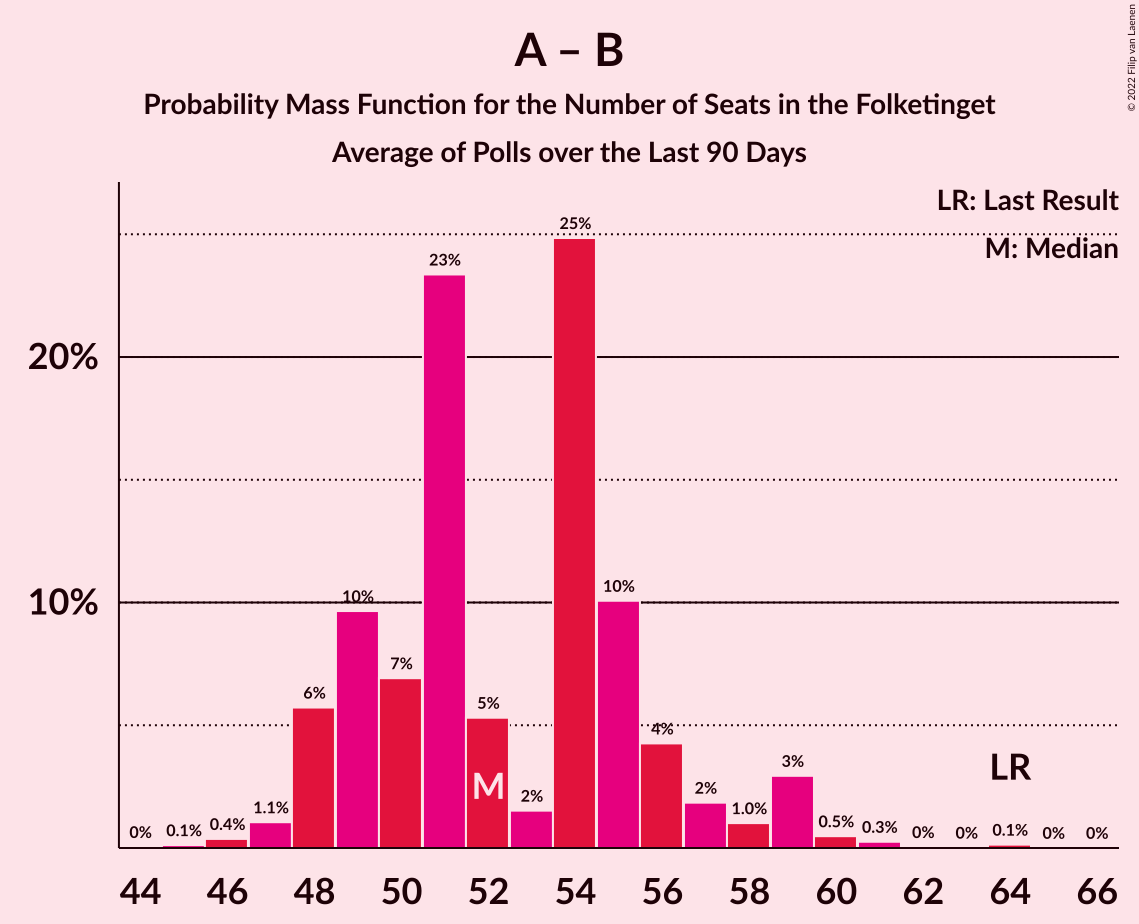 A – B
Probability Mass Function for the Number of Seats in the Folketinget
Average of Polls over the Last 90 Days
© 2022 Filip van Laenen
LR: Last Result
M: Median
25%
23%
20%
10%
10%
10%
7%
6%
5%
4%
LR
3%
M
2%
2%
1.1%
1.0%
0%
0.1%
0.4%
0.5%
0.3%
0%
0%
0.1%
0%
0%
44 46 48 50 52 54 56 58 60 62 64 66